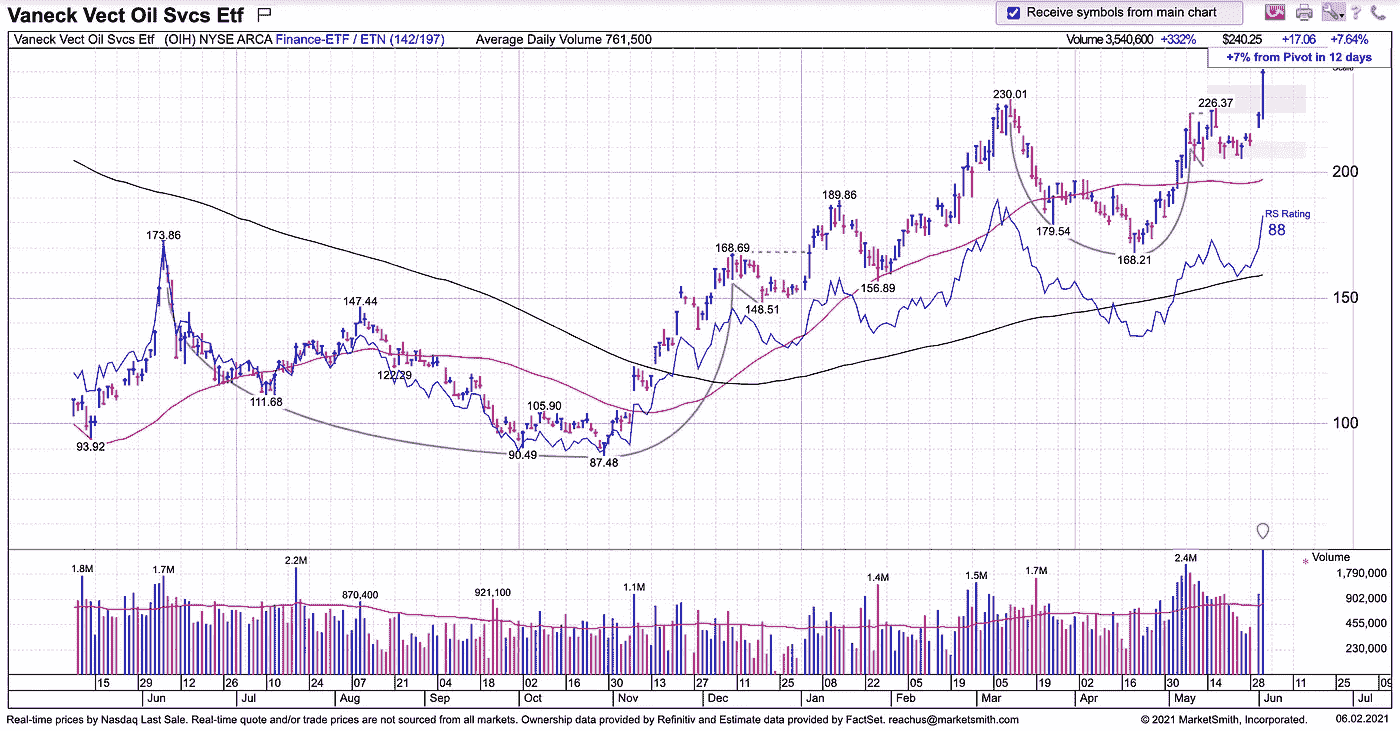 Vaneck Vect Oil Svcs Etf
Receive symbols from main chart
?
Vaneck Vect Oil Svcs Etf (OIH) NYSE ARCA Finance-ETF / ETN (142/197) Average Daily Volume 761,500 Volume 3,540,600 +332% $240.25 +17.06 +7.64%
+7% from Pivot in 12 days
230.01
226.37
200
189.86
RS Rating
88
173.86
179.54
168.69
168.21
156.89
150
147.44
148.51
122.29
111.68
105.90
100
93.92
90.49
87.48
* Volume
1.8M 1.7M 2.2M 870,400 921,100 1.1M 1.4M 1.5M 1.7M 2.4M
1,790,000
902,000
455,000
230,000
15 29 12 26 10 24 07 21 04 18 02 16 30 13 27 11 25 08 22 05 19 05 19 02 16 30 14 28 11 25 09
Jun Jul Aug Sep Oct Nov Dec Jan Feb Mar Apr May Jun Jul
Real-time prices by Nasdaq Last Sale. Real-time quote and/or trade prices are not sourced from all markets. Ownership data provided by Refinitiv and Estimate data provided by FactSet. reachus@marketsmith.com © 2021 MarketSmith, Incorporated. 06.02.2021